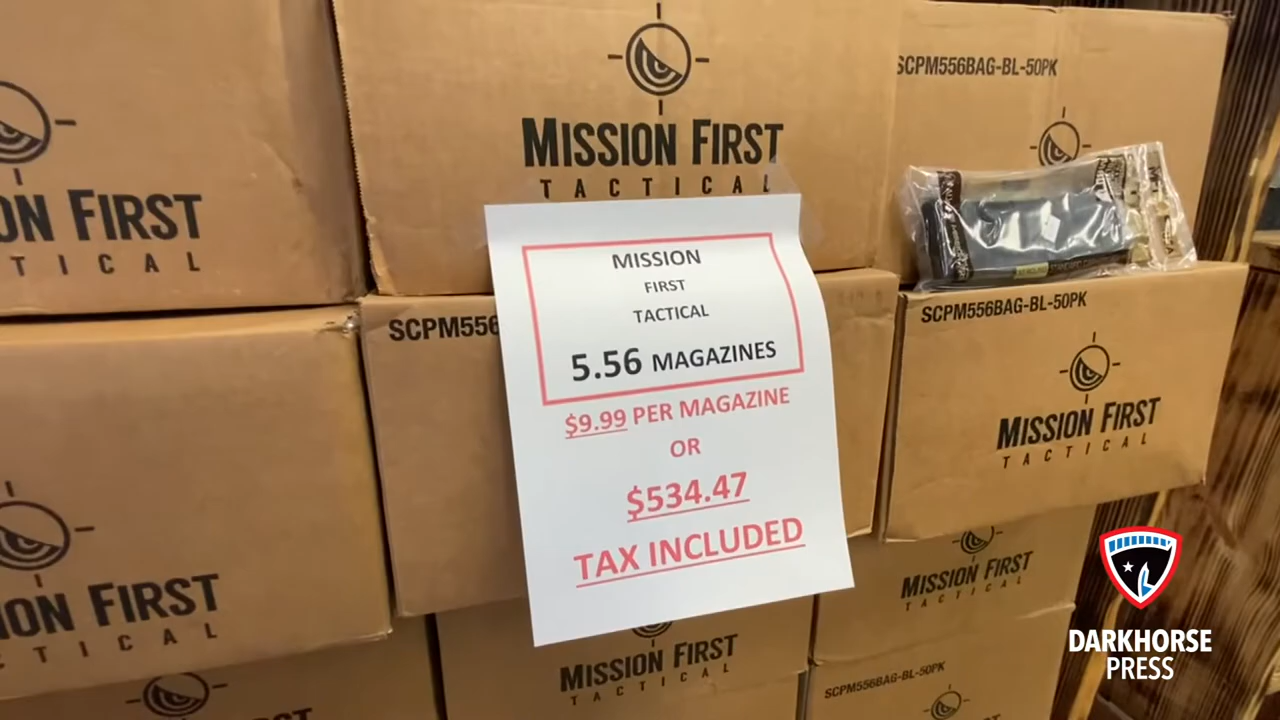 MISSION FIRST
TACTICAL
SCPM556BAG-BL-50PK
ON FIRST
TICAL
MISSION
FIRST
TACTICAL
5.56 MAGAZINES
$9.99 PER MAGAZINE
OR
$534.47
TAX INCLUDED
SCPM556
SCPM556BAG-BL-50PK
MISSION FIRST
TACTICAL
ION FIRST
CTICAL
MISSION FIRST
TACTICAL
MISSION FIRST
TACTICAL
SCPM556BAG-BL-50PK
FIRST
DARKHORSE
PRESS